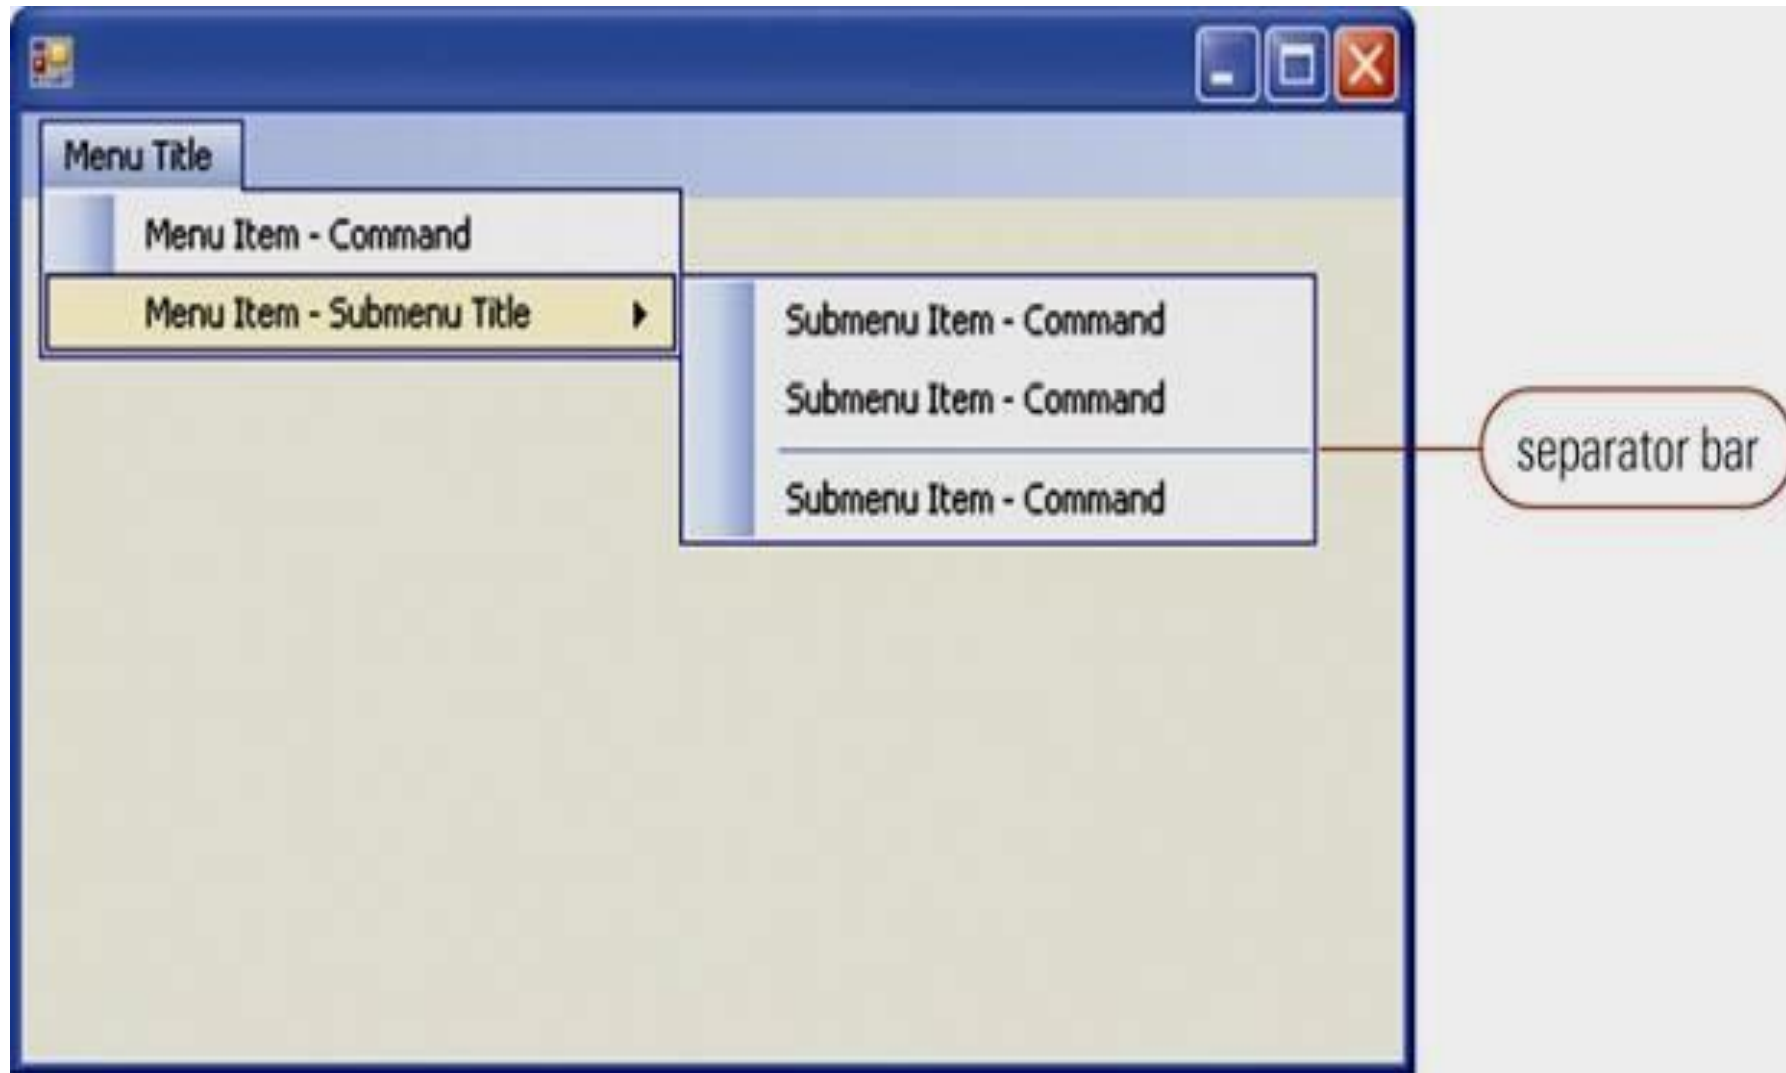 Menu Title
Menu Item - Command
Menu Item - Submenu Title
Submenu Item - Command
Submenu Item - Command
separator bar
Submenu Item - Command